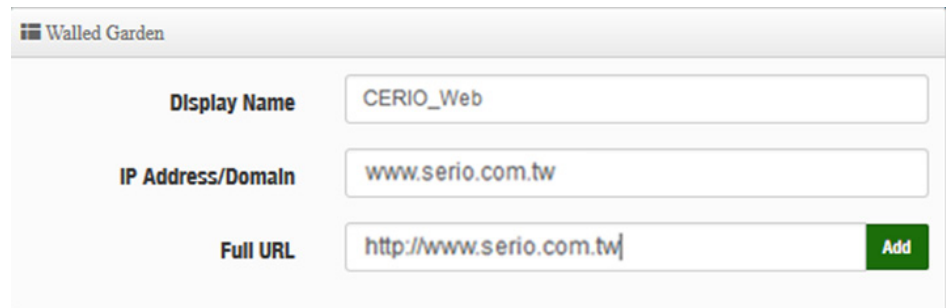 Walled Garden
Display Name CERIO_Web
IP Address/Domain www.serio.com.tw
Full URL http://www.serio.com.tw Add